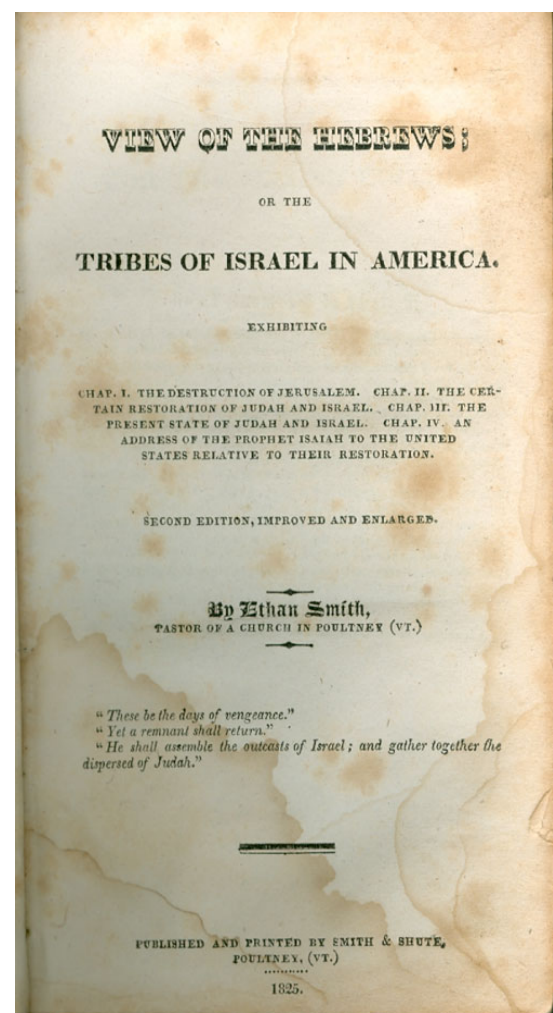 VIEW OF THE HEBREWS;
OR THE
TRIBES OF ISRAEL IN AMERICA.
EXHIBITING
CHAP. I. THE DESTRUCTION OF JERUSALEM. CHAP. II. THE CER-
TAIN RESTORATION OF JUDAH AND ISRAEL. CHAP. III. THE
PRESENT STATE OF JUDAH AND ISRAEL. CHAP. IV. AN
ADDRESS OF THE PROPHET ISAIAH TO THE UNITED
STATES RELATIVE TO THEIR RESTORATION.
SECOND EDITION, IMPROVED AND ENLARGED.
By Ethan Smith,
PASTOR OF A CHURCH IN POULTNEY (VT.)
"These be the days of vengeance."
"Yet a remnant shall return."
"He shall assemble the outcasts of Israel; and gather together the
dispersed of Judah."
PUBLISHED AND PRINTED BY SMITH & SHUTE,
POULTNEY, (VT.)
1825.